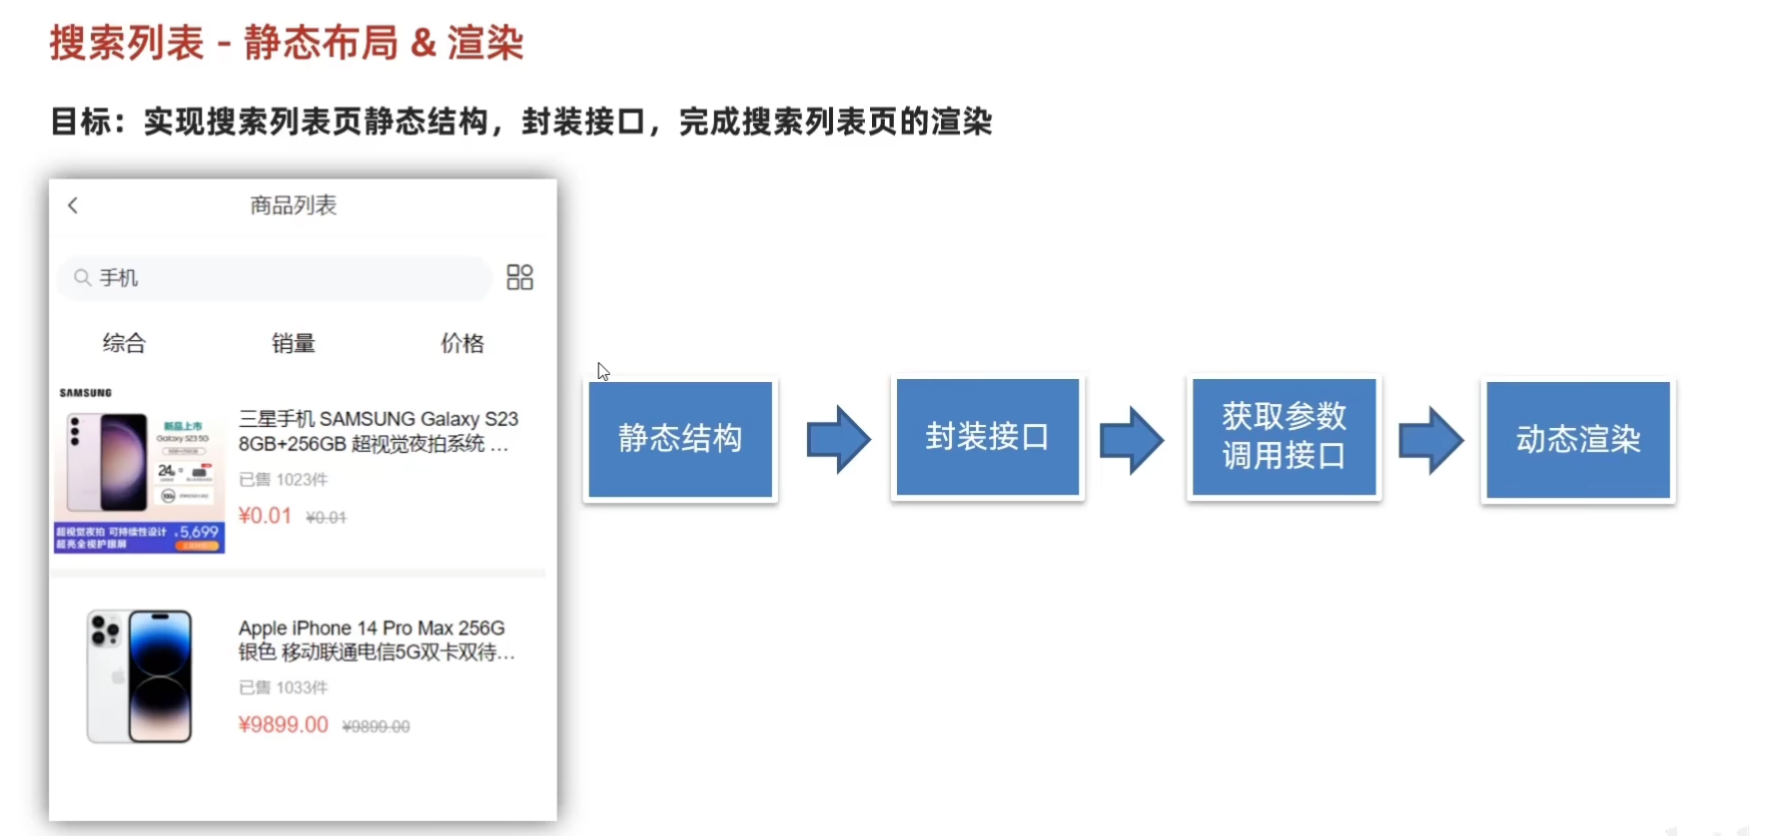 搜索列表 - 静态布局 & 渲染
目标：实现搜索列表页静态结构，封装接口，完成搜索列表页的渲染
商品列表
手机
综合 销量 价格
SAMSUNG
新品上市
Galaxy S23 5G
超视觉夜拍 可持续性设计
超亮全视护眼屏
5,699
三星手机 SAMSUNG Galaxy S23
8GB+256GB 超视觉夜拍系统 ...
已售 1023件
¥0.01 ¥0.01
Apple iPhone 14 Pro Max 256G
银色 移动联通电信5G双卡双待...
已售 1033件
¥9899.00 ¥9899.00
静态结构
封装接口
获取参数
调用接口
动态渲染